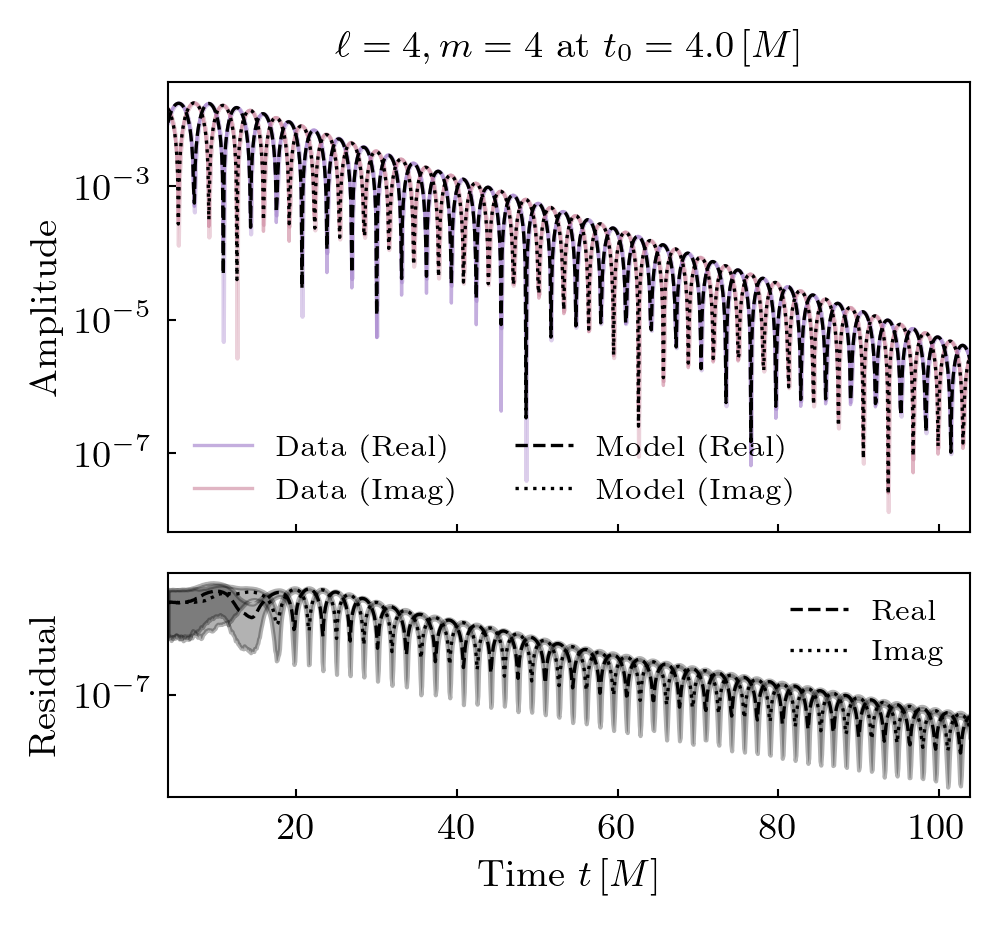 ℓ = 4, m = 4 at t₀ = 4.0 [M]
Amplitude
10⁻³
10⁻⁵
10⁻⁷
Data (Real)
Data (Imag)
Model (Real)
Model (Imag)
Residual
10⁻⁷
Real
Imag
20 40 60 80 100
Time t [M]